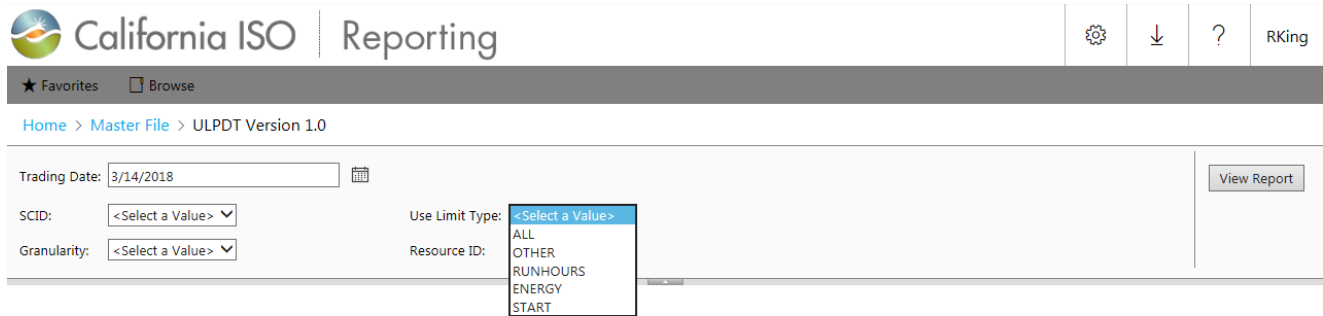 California ISO Reporting ? RKing
★ Favorites Browse
Home > Master File > ULPDT Version 1.0
Trading Date: 3/14/2018 View Report
SCID: <Select a Value> Use Limit Type: <Select a Value>
ALL
Granularity: <Select a Value> Resource ID: OTHER
RUNHOURS
ENERGY
START